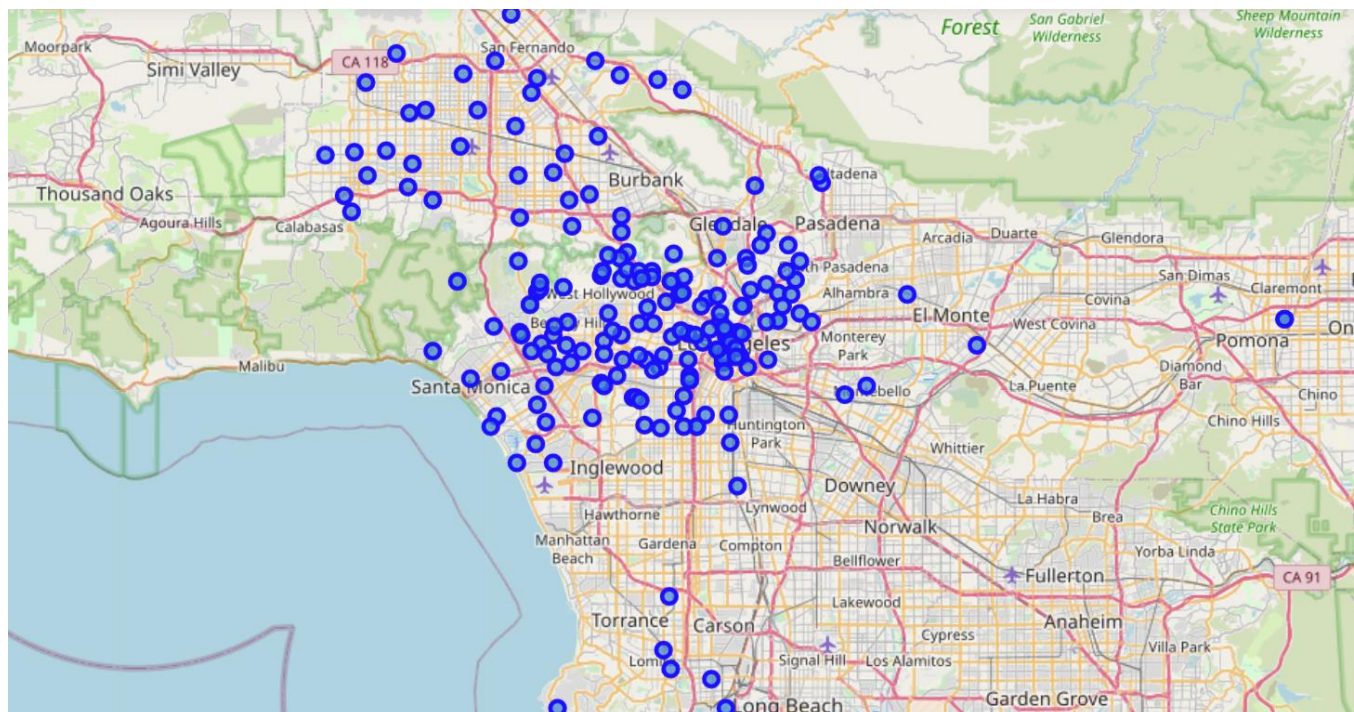 Forest
San Gabriel
Wilderness
Sheep Mountain
Wilderness
Moorpark
San Fernando
Simi Valley
CA 118
Burbank
ltadena
Thousand Oaks
Agoura Hills
Calabasas
Glendale
Pasadena
Arcadia
Duarte
Glendora
th Pasadena
San Dimas
Claremont
West Hollywood
Alhambra
Covina
El Monte
West Covina
On
Pomona
Monterey
Park
Malibu
Diamond
Bar
Santa Monica
La Puente
Chino
Chino Hills
Huntington
Park
Whittier
Inglewood
Downey
La Habra
Lynwood
Brea
Chino Hills
State Park
Hawthorne
Norwalk
Manhattan
Beach
Gardena
Compton
Yorba Linda
Bellflower
Fullerton
CA 91
Lakewood
Torrance
Carson
Anaheim
Cypress
Villa Park
Signal Hill
Los Alamitos
Garden Grove
Long Beach